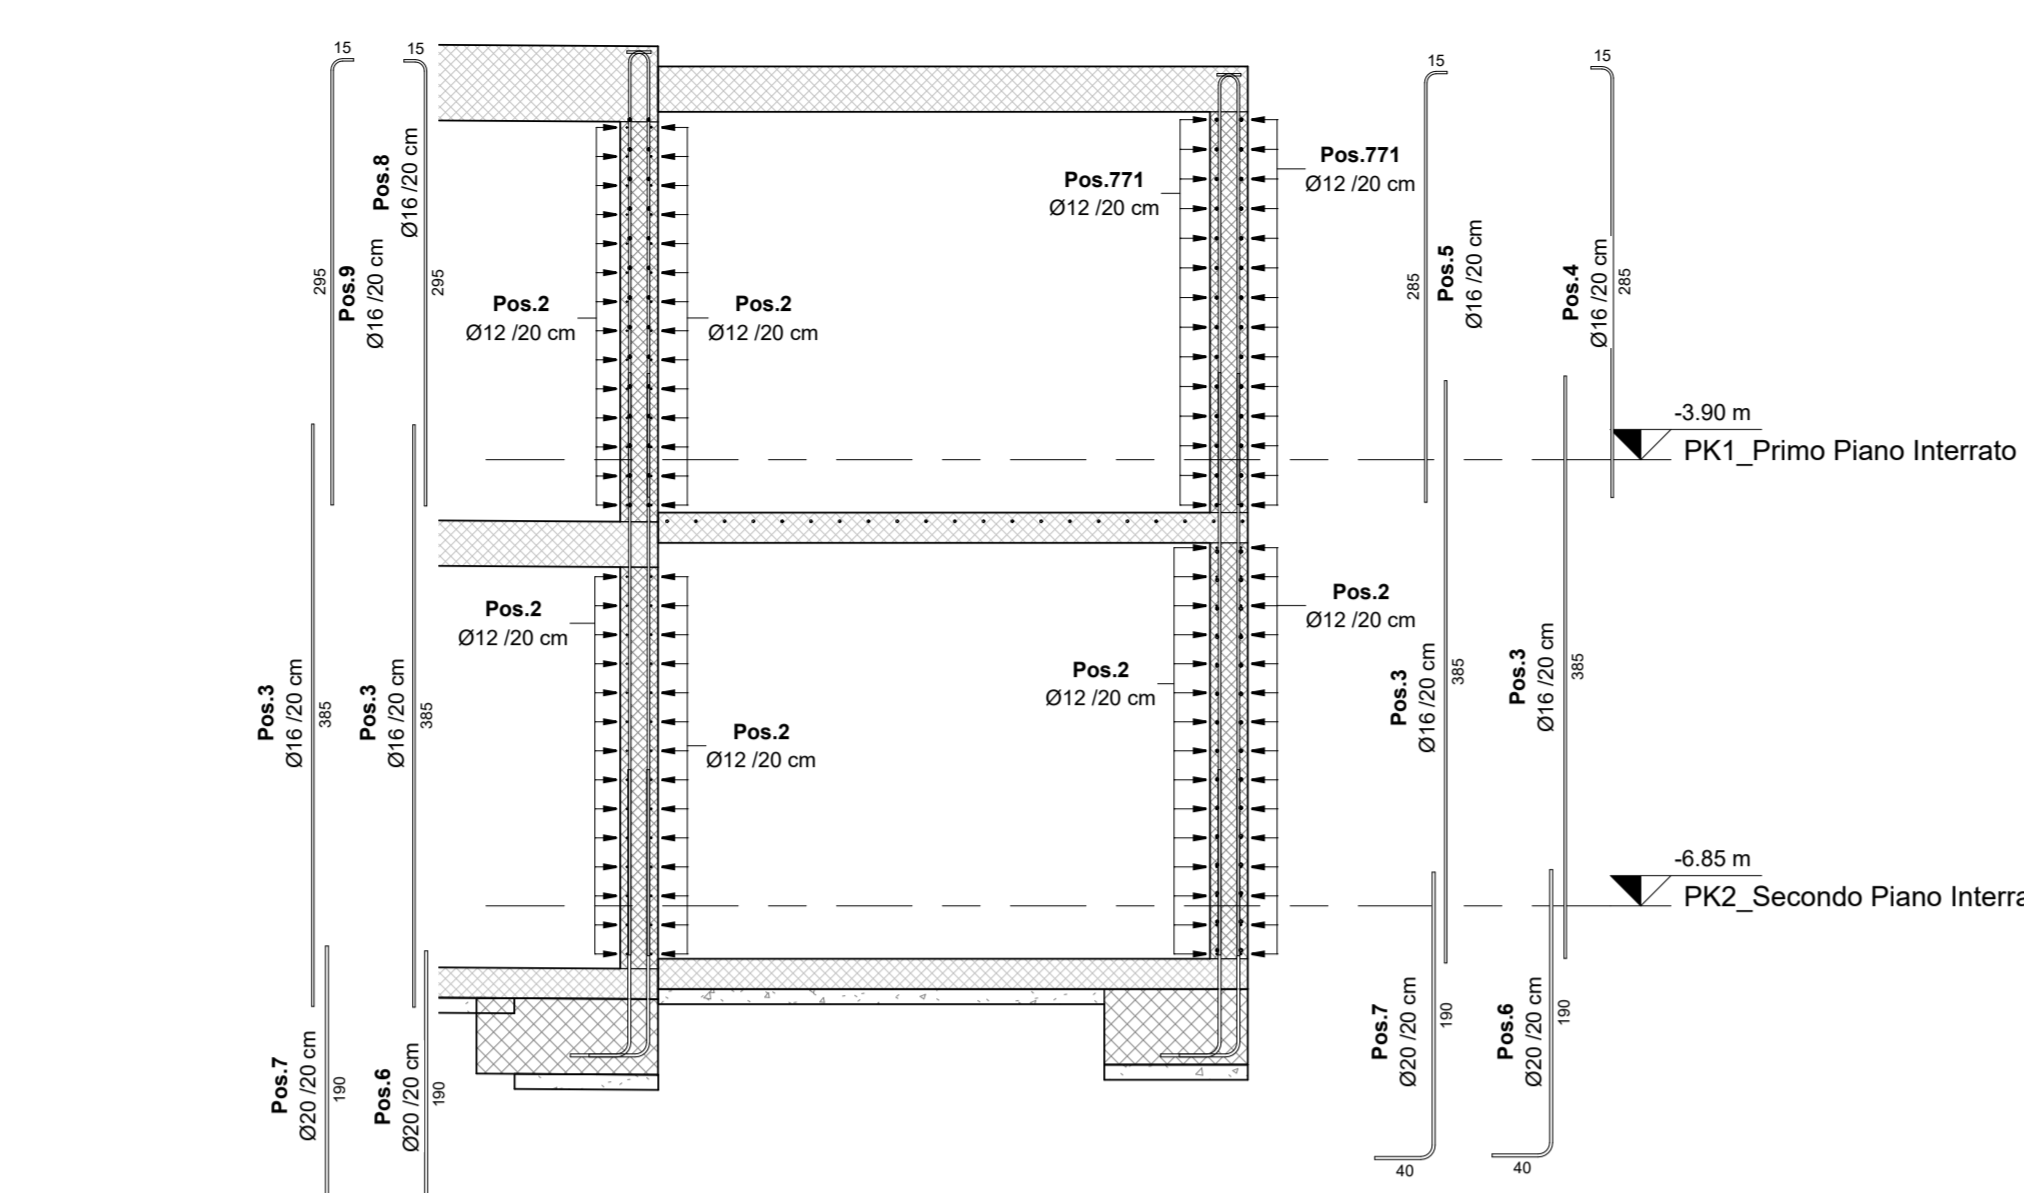 15
15
15
15
Pos.8
Ø16 /20 cm
295
Pos.9
Ø16 /20 cm
295
Pos.2
Ø12 /20 cm
Pos.2
Ø12 /20 cm
Pos.771
Ø12 /20 cm
Pos.771
Ø12 /20 cm
285
Pos.5
Ø16 /20 cm
Pos.4
Ø16 /20 cm
285
-3.90 m
PK1_Primo Piano Interrato
Pos.2
Ø12 /20 cm
Pos.2
Ø12 /20 cm
Pos.2
Ø12 /20 cm
Pos.2
Ø12 /20 cm
Pos.3
Ø16 /20 cm
385
Pos.3
Ø16 /20 cm
385
Pos.3
Ø16 /20 cm
385
Pos.3
Ø16 /20 cm
385
-6.85 m
PK2_Secondo Piano Interra
Pos.7
Ø20 /20 cm
190
Pos.6
Ø20 /20 cm
190
Pos.7
Ø20 /20 cm
190
Pos.6
Ø20 /20 cm
190
40
40